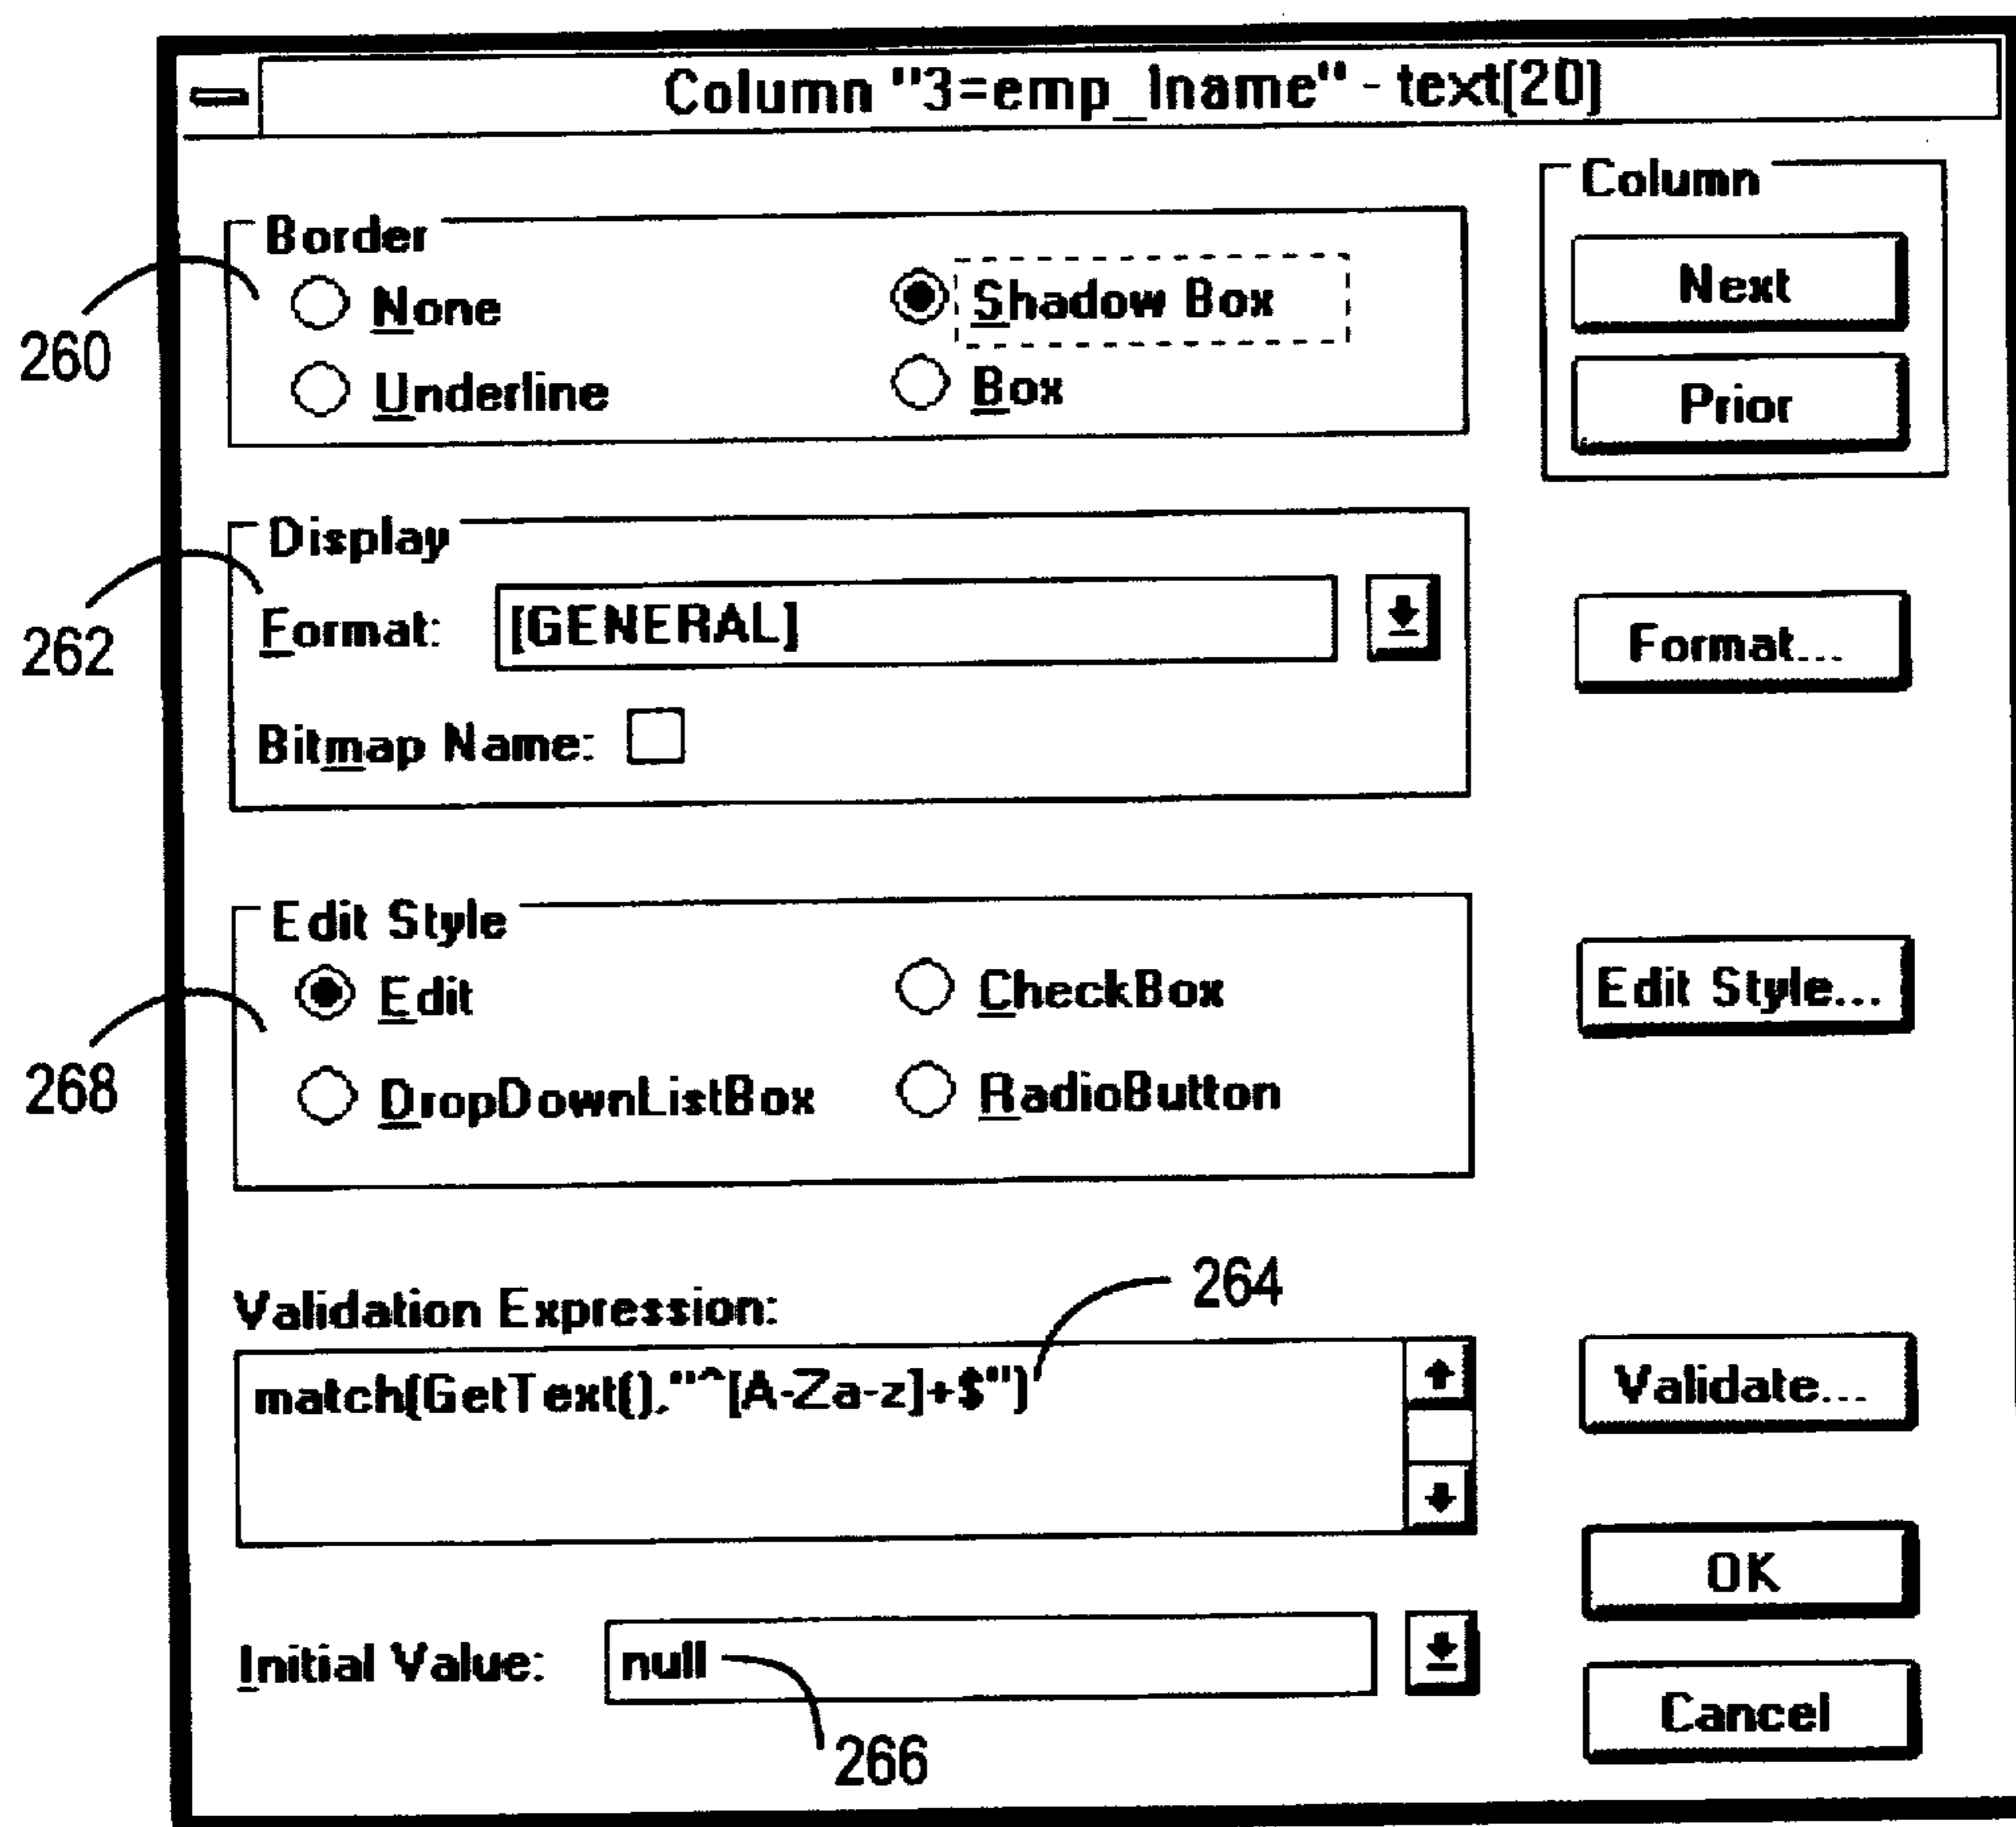 Column "3=emp_lname" - text[20]
Border
None
Shadow Box
Underline
Box
Column
Next
Prior
260
Display
Format: [GENERAL]
Format...
Bitmap Name:
262
Edit Style
Edit
CheckBox
DropDownListBox
RadioButton
Edit Style...
268
Validation Expression:
264
match(GetText(),"^[A-Za-z]+$")
Validate...
OK
Initial Value: null
266
Cancel